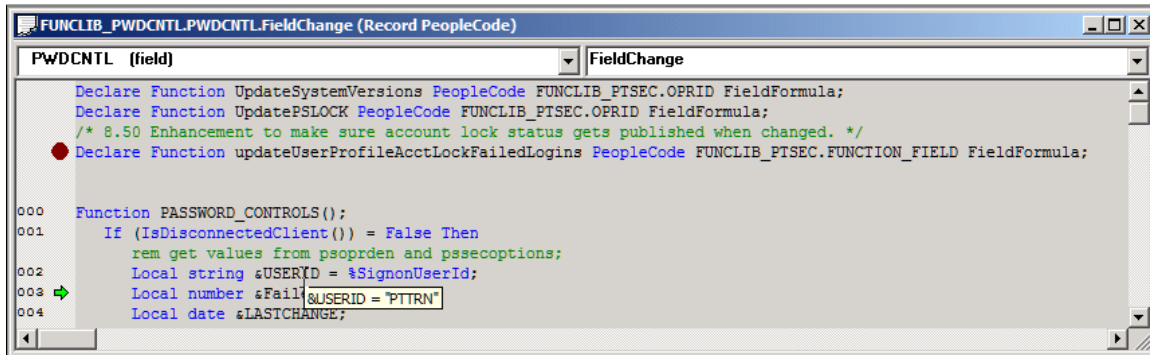 FUNCLIB_PWDCNTL.PWDCNTL.FieldChange (Record PeopleCode)
PWDCNTL (field) FieldChange
Declare Function UpdateSystemVersions PeopleCode FUNCLIB_PTSEC.OPRID FieldFormula;
Declare Function UpdatePSLOCK PeopleCode FUNCLIB_PTSEC.OPRID FieldFormula;
/* 8.50 Enhancement to make sure account lock status gets published when changed. */
Declare Function updateUserProfileAcctLockFailedLogins PeopleCode FUNCLIB_PTSEC.FUNCTION_FIELD FieldFormula;
000 Function PASSWORD_CONTROLS();
001 If (IsDisconnectedClient()) = False Then
rem get values from psoprden and pssecoptions;
002 Local string &USERID = %SignonUserId;
003 Local number &Fail
&USERID = "PTTRN"
004 Local date &LASTCHANGE;